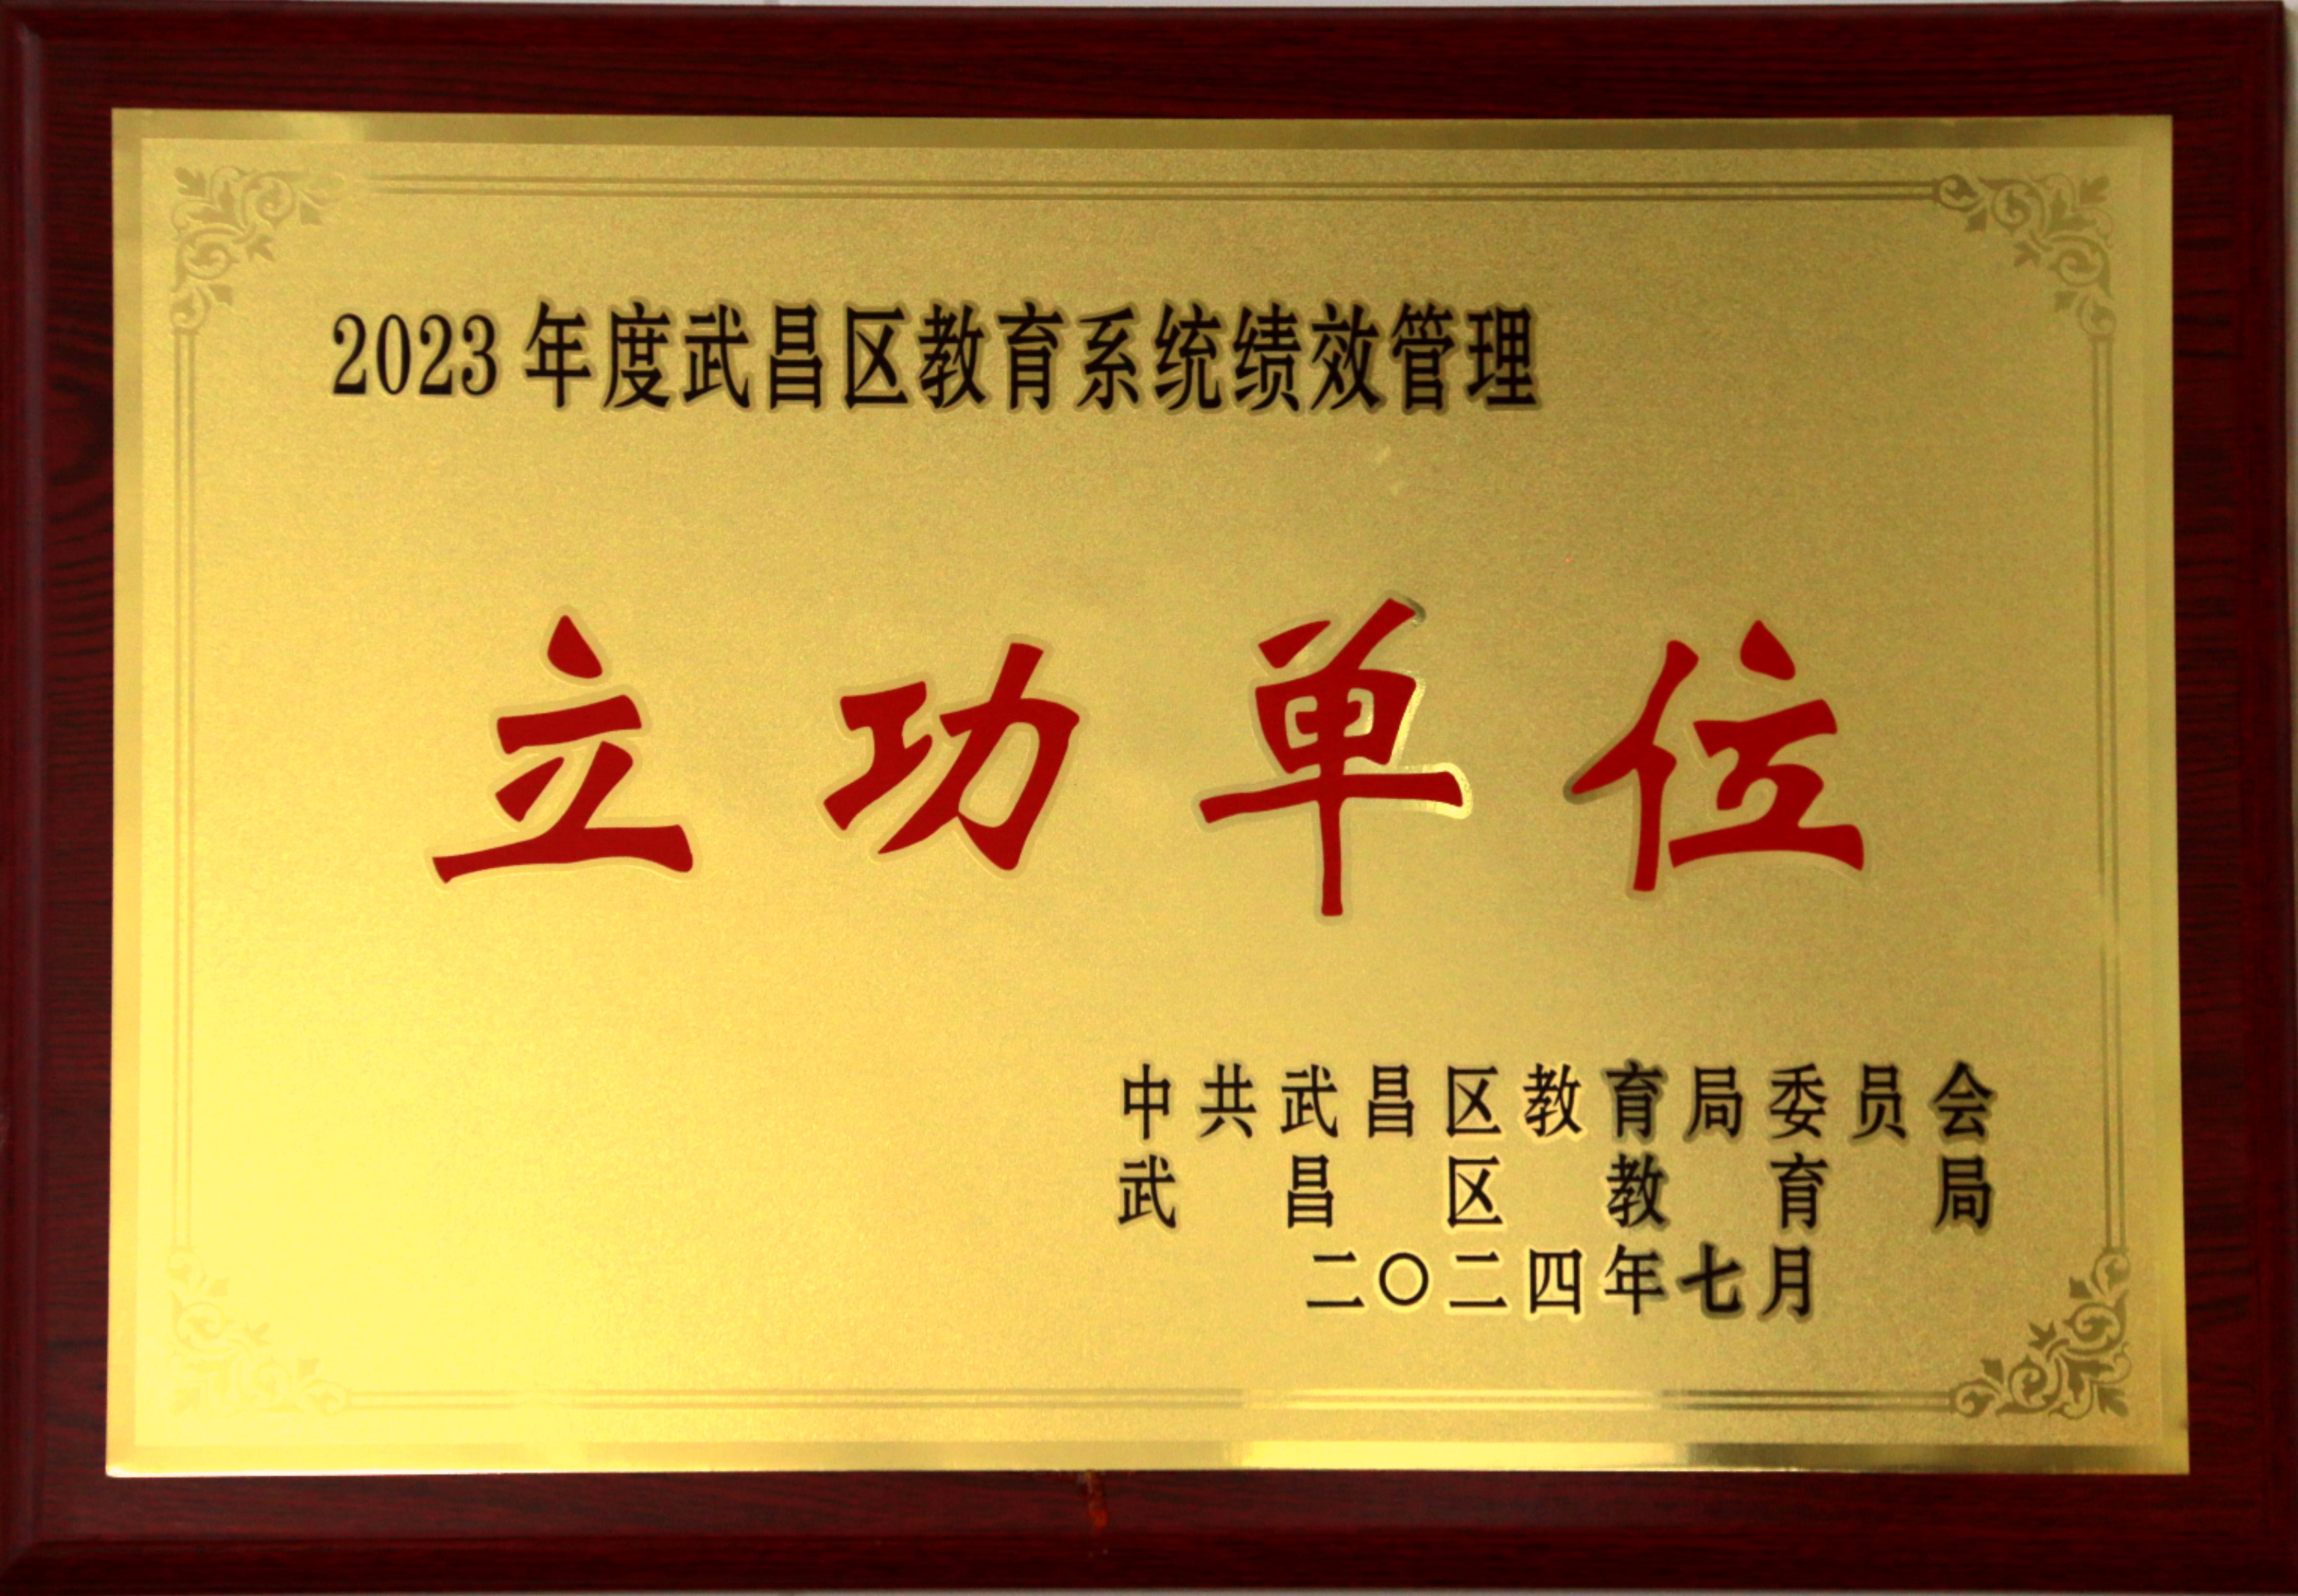 2023年度武昌区教育系统绩效管理
立功单位
中共武昌区教育局委员会
武昌区教育局
二〇二四年七月